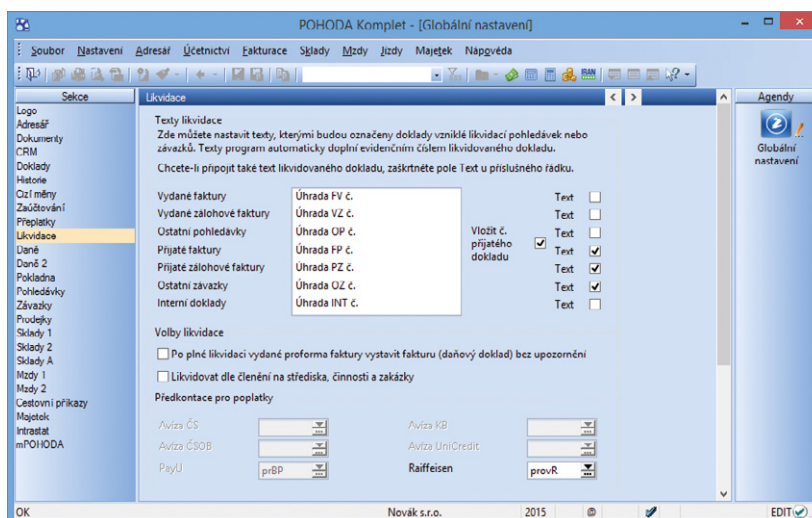 POHODA Komplet - [Globální nastavení]
Soubor Nastavení Adresář Účetnictví Fakturace Sklady Mzdy Jízdy Majetek Nápověda
IBAN
Sekce
Logo
Adresář
Dokumenty
CRM
Doklady
Historie
Cizí měny
Zaúčtování
Přeplatky
Likvidace
Daně
Daně 2
Pokladna
Pohledávky
Závazky
Prodejky
Sklady 1
Sklady 2
Sklady A
Mzdy 1
Mzdy 2
Cestovní příkazy
Majetek
Intrastat
mPOHODA
Likvidace
Texty likvidace
Zde můžete nastavit texty, kterými budou označeny doklady vzniklé likvidací pohledávek nebo
závazků. Texty program automaticky doplní evidenčním číslem likvidovaného dokladu.
Chcete-li připojit také text likvidovaného dokladu, zaškrtněte pole Text u příslušného řádku.
Vydané faktury Úhrada FV č. Text
Vydané zálohové faktury Úhrada VZ č. Text
Ostatní pohledávky Úhrada OP č. Text
Přijaté faktury Úhrada FP č. Text
Přijaté zálohové faktury Úhrada PZ č. Text
Ostatní závazky Úhrada OZ č. Text
Interní doklady Úhrada INT č. Text
Vložit č.
přijatého
dokladu
Volby likvidace
Po plné likvidaci vydané proforma faktury vystavit fakturu (daňový doklad) bez upozornění
Likvidovat dle členění na střediska, činnosti a zakázky
Předkontace pro poplatky
Avíza ČS Avíza KB
Avíza ČSOB Avíza UniCredit
PayU prBP Raiffeisen provR
Agendy
Globální
nastavení
OK Novák s.r.o. 2015 @ EDIT